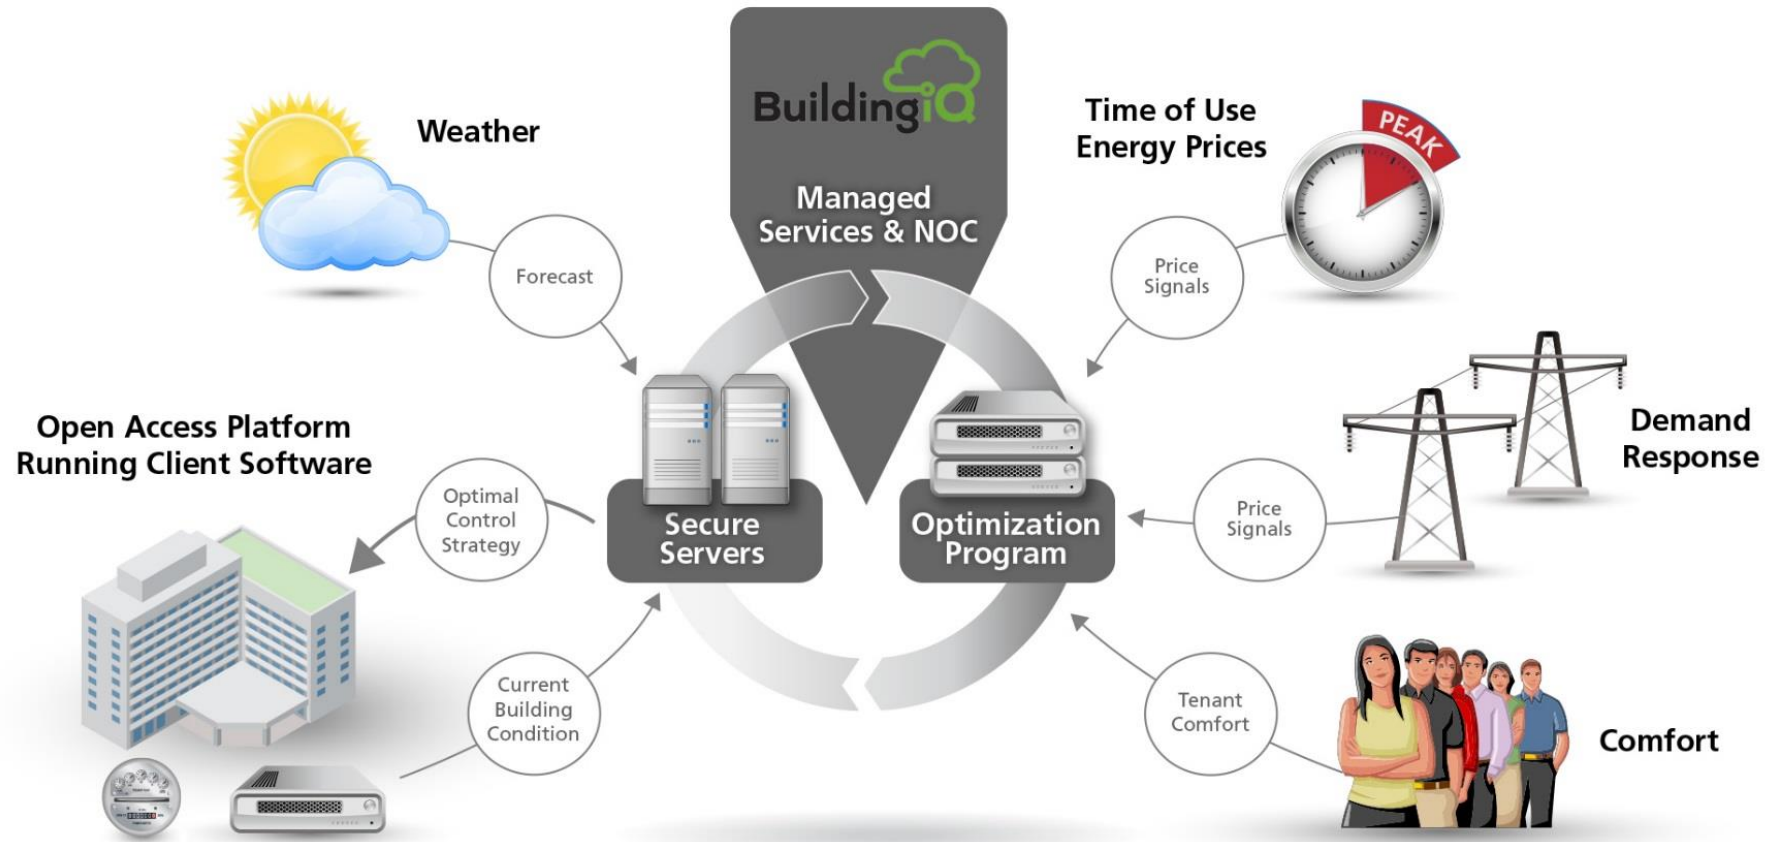 BuildingiQ
Managed
Services & NOC
Weather
Forecast
Time of Use
Energy Prices
PEAK
Price
Signals
Open Access Platform
Running Client Software
Optimal
Control
Strategy
Secure
Servers
Optimization
Program
Price
Signals
Demand
Response
Current
Building
Condition
Tenant
Comfort
Comfort